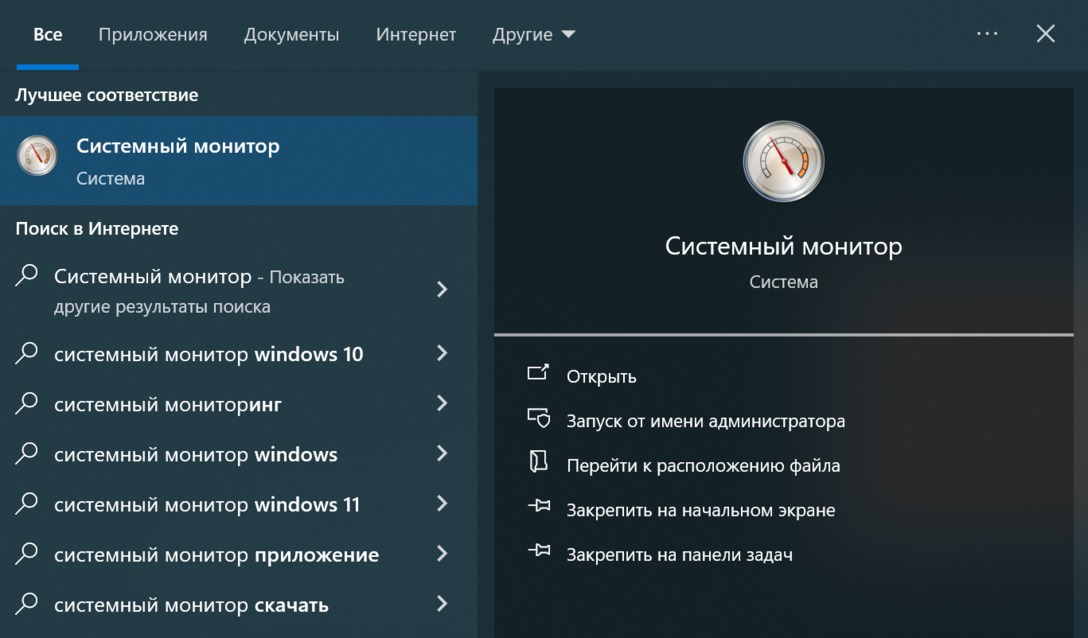 Все Приложения Документы Интернет Другие
Лучшее соответствие
Системный монитор
Система
Поиск в Интернете
Системный монитор - Показать
другие результаты поиска
системный монитор windows 10
системный мониторинг
системный монитор windows
системный монитор windows 11
системный монитор приложение
системный монитор скачать
Системный монитор
Система
Открыть
Запуск от имени администратора
Перейти к расположению файла
Закрепить на начальном экране
Закрепить на панели задач